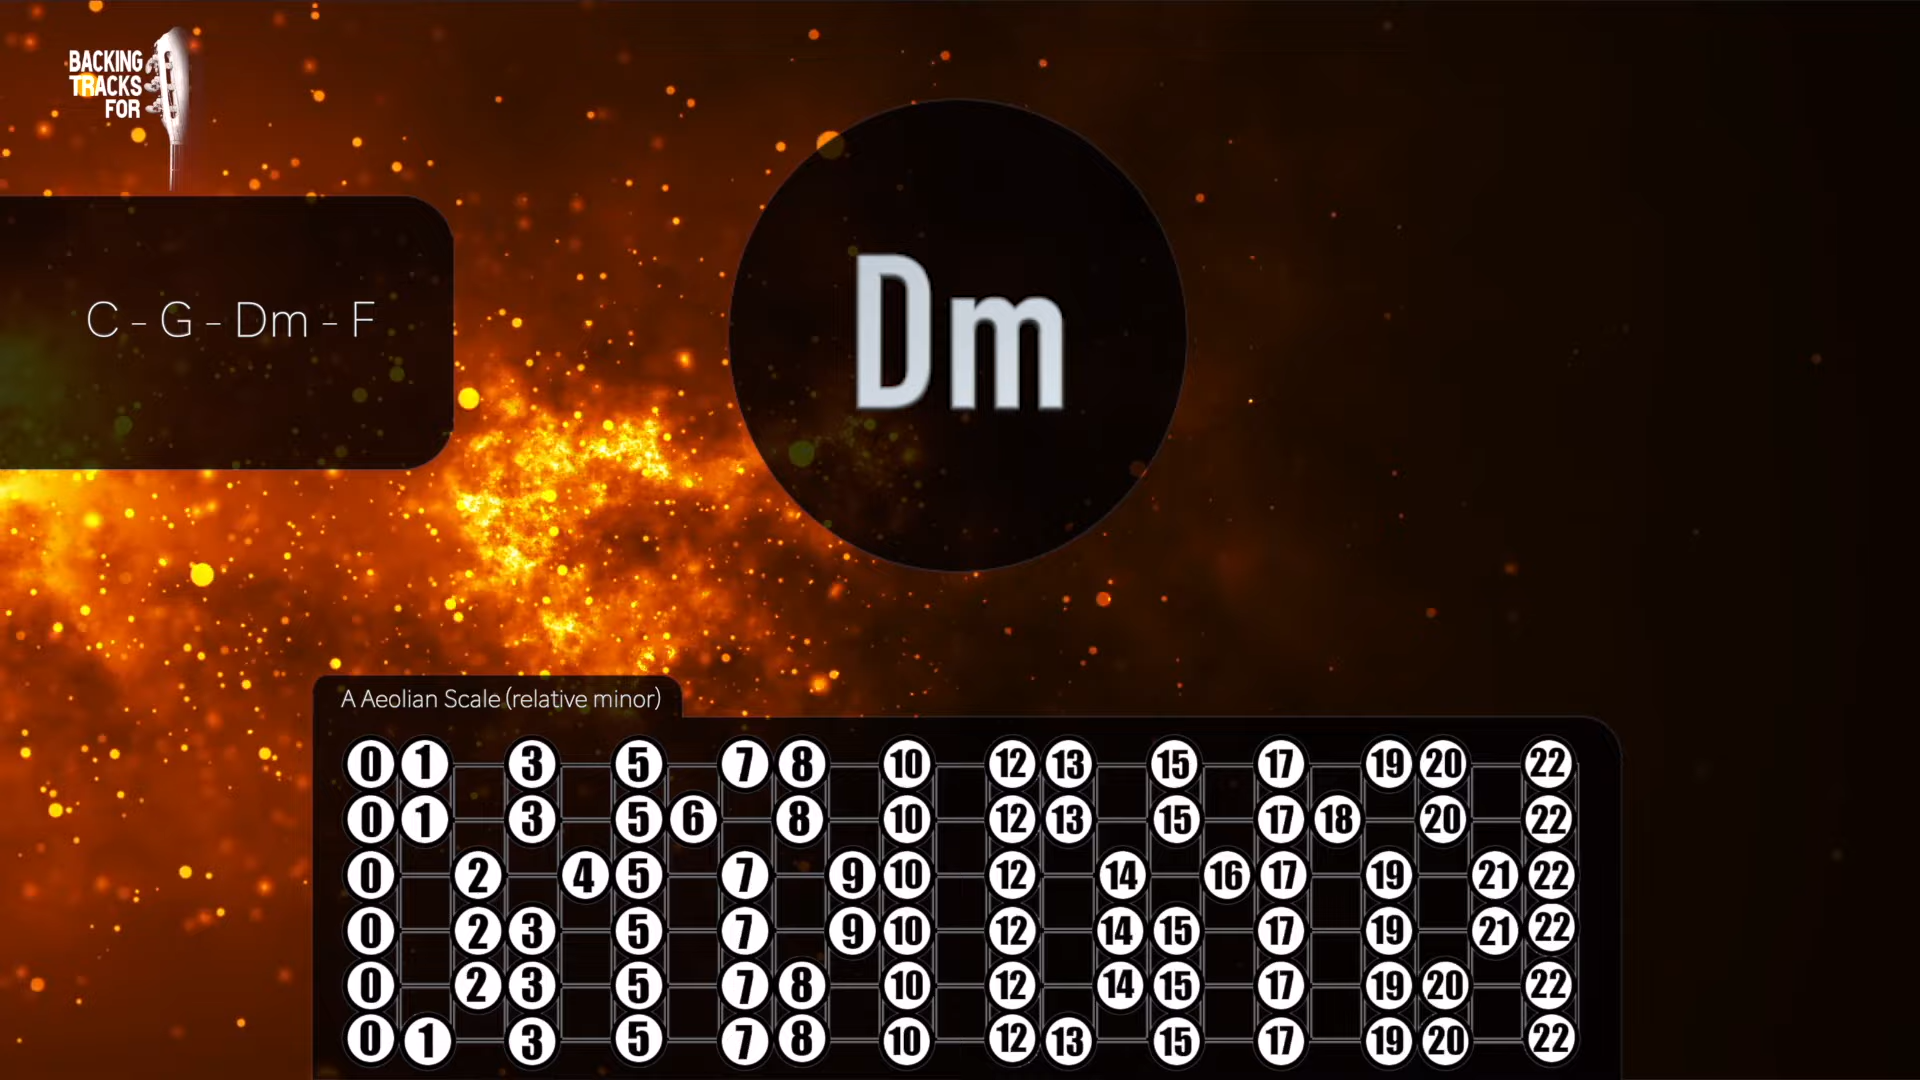 BACKING
TRACKS
FOR
C - G - Dm - F
Dm
A Aeolian Scale (relative minor)
0 1 3 5 7 8 10 12 13 15 17 19 20 22
0 1 3 5 6 8 10 12 13 15 17 18 20 22
0 2 4 5 7 9 10 12 14 16 17 19 21 22
0 2 3 5 7 9 10 12 14 15 17 19 21 22
0 2 3 5 7 8 10 12 14 15 17 19 20 22
0 1 3 5 7 8 10 12 13 15 17 19 20 22